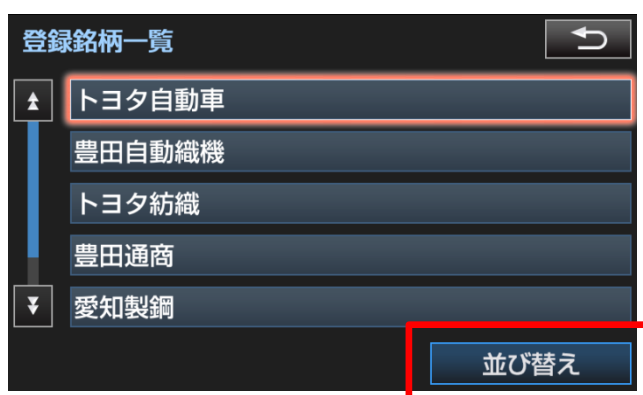 登録銘柄一覧
トヨタ自動車
豊田自動織機
トヨタ紡織
豊田通商
愛知製鋼
並び替え